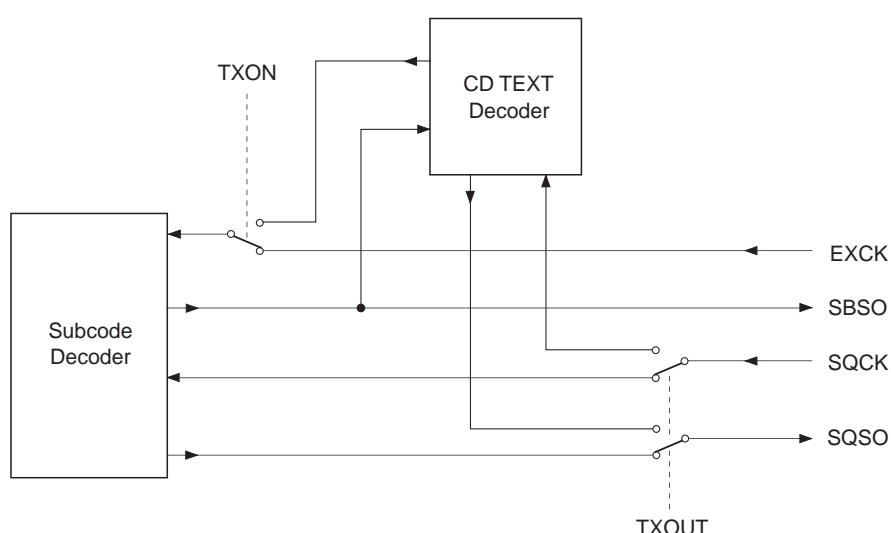 TXON
CD TEXT
Decoder
EXCK
SBSO
Subcode
Decoder
SQCK
SQSO
TXOUT